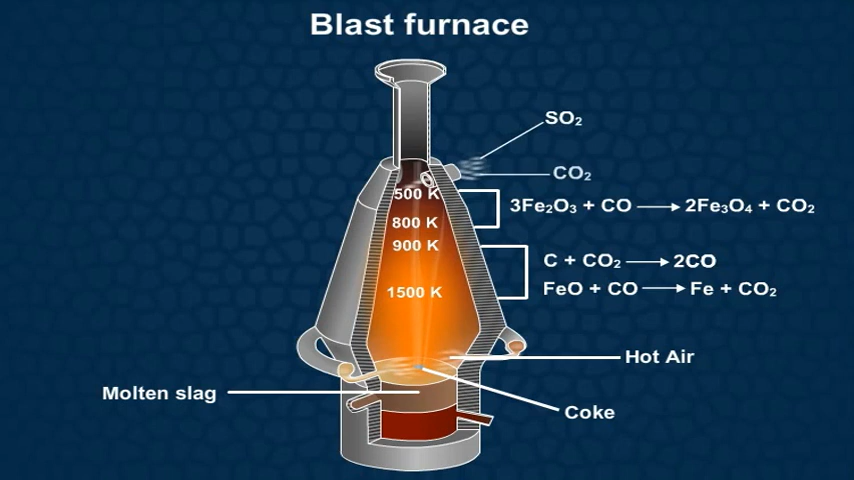 Blast furnace
SO₂
CO₂
500 K
3Fe₂O₃ + CO ⟶ 2Fe₃O₄ + CO₂
800 K
900 K
C + CO₂ ⟶ 2CO
FeO + CO ⟶ Fe + CO₂
1500 K
Hot Air
Molten slag
Coke